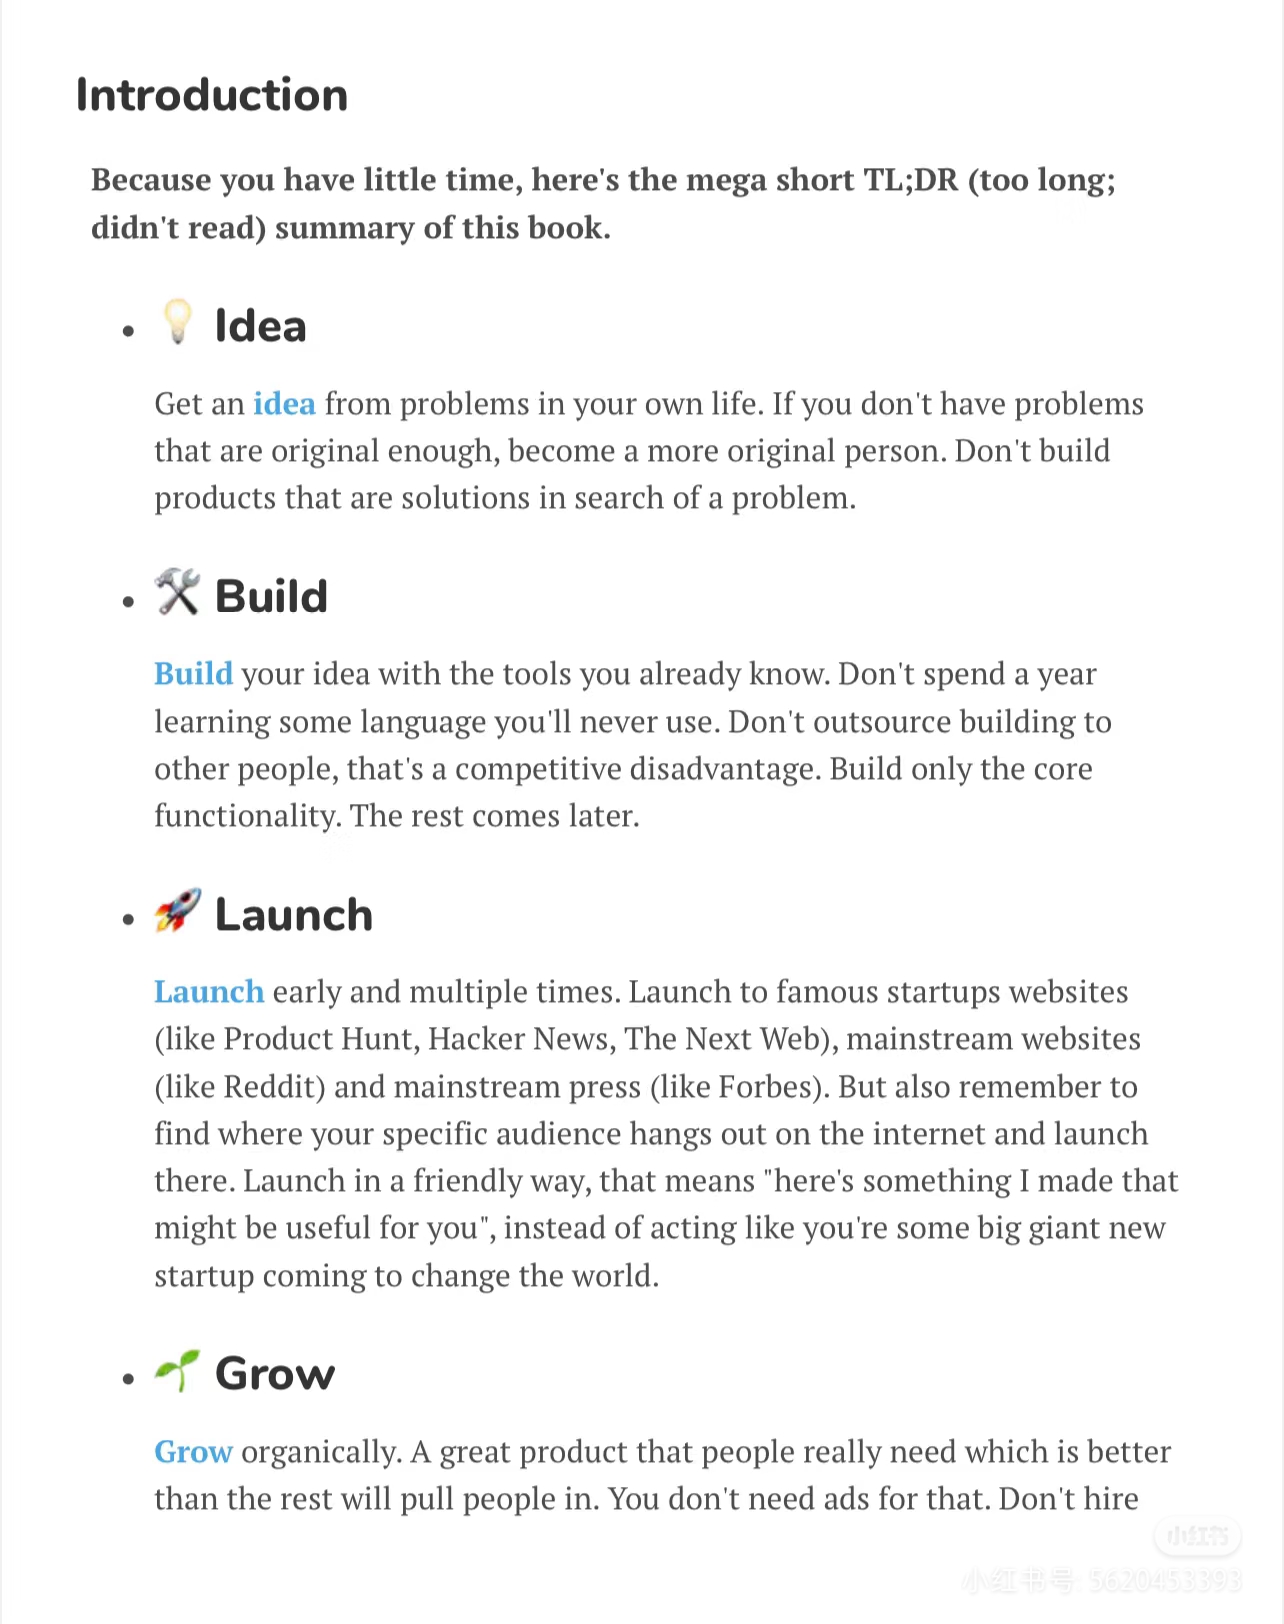 Introduction
Because you have little time, here's the mega short TL;DR (too long;
didn't read) summary of this book.
• 💡 Idea
Get an idea from problems in your own life. If you don't have problems
that are original enough, become a more original person. Don't build
products that are solutions in search of a problem.
• 🛠 Build
Build your idea with the tools you already know. Don't spend a year
learning some language you'll never use. Don't outsource building to
other people, that's a competitive disadvantage. Build only the core
functionality. The rest comes later.
• 🚀 Launch
Launch early and multiple times. Launch to famous startups websites
(like Product Hunt, Hacker News, The Next Web), mainstream websites
(like Reddit) and mainstream press (like Forbes). But also remember to
find where your specific audience hangs out on the internet and launch
there. Launch in a friendly way, that means "here's something I made that
might be useful for you", instead of acting like you're some big giant new
startup coming to change the world.
• 🌱 Grow
Grow organically. A great product that people really need which is better
than the rest will pull people in. You don't need ads for that. Don't hire
小红书
小红书号: 5620453393